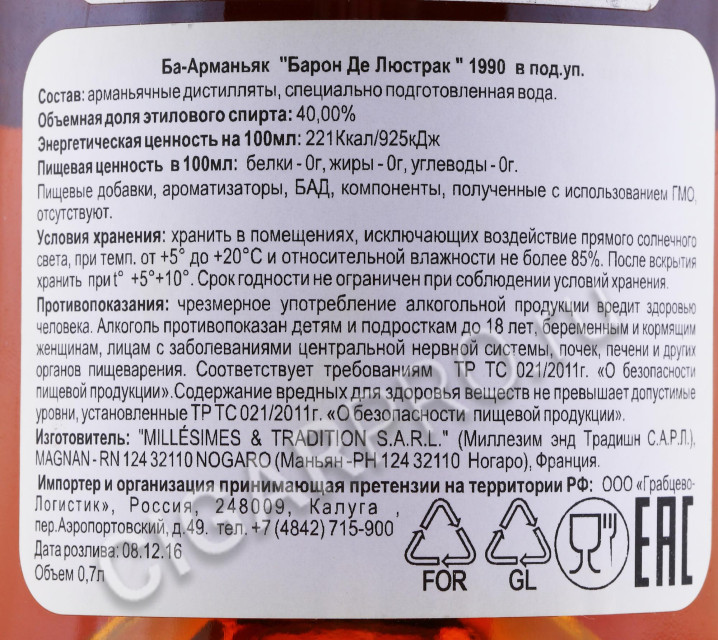 Ба-Арманьяк "Барон Де Люстрак " 1990 в под.уп.
Состав: арманьячные дистилляты, специально подготовленная вода.
Объемная доля этилового спирта: 40,00%
Энергетическая ценность на 100мл: 221Ккал/925кДж
Пищевая ценность в 100мл: белки - 0г, жиры - 0г, углеводы - 0г.
Пищевые добавки, ароматизаторы, БАД, компоненты, полученные с использованием ГМО,
отсутствуют.
Условия хранения: хранить в помещениях, исключающих воздействие прямого солнечного
света, при темп. от +5° до +20°С и относительной влажности не более 85%. После вскрытия
хранить при t° +5°+10°. Срок годности не ограничен при соблюдении условий хранения.
Противопоказания: чрезмерное употребление алкогольной продукции вредит здоровью
человека. Алкоголь противопоказан детям и подросткам до 18 лет, беременным и кормящим
женщинам, лицам с заболеваниями центральной нервной системы, почек, печени и других
органов пищеварения. Соответствует требованиям ТР ТС 021/2011г. «О безопасности
пищевой продукции».Содержание вредных для здоровья веществ не превышает допустимые
уровни, установленные ТР ТС 021/2011г. «О безопасности пищевой продукции».
Изготовитель: "MILLÉSIMES & TRADITION S.A.R.L." (Миллезим энд Традишн С.А.Р.Л).
MAGNAN - RN 124 32110 NOGARO (Маньян -РН 124 32110 Ногаро), Франция.
Импортер и организация принимающая претензии на территории РФ: ООО «Грабцево-
Логистик», Россия, 248009, Калуга ,
пер.Аэропортовский, д.49. тел. +7 (4842) 715-900
Дата розлива: 08.12.16
Объем 0,7л
FOR GL EAC
CIGARPRO.ru